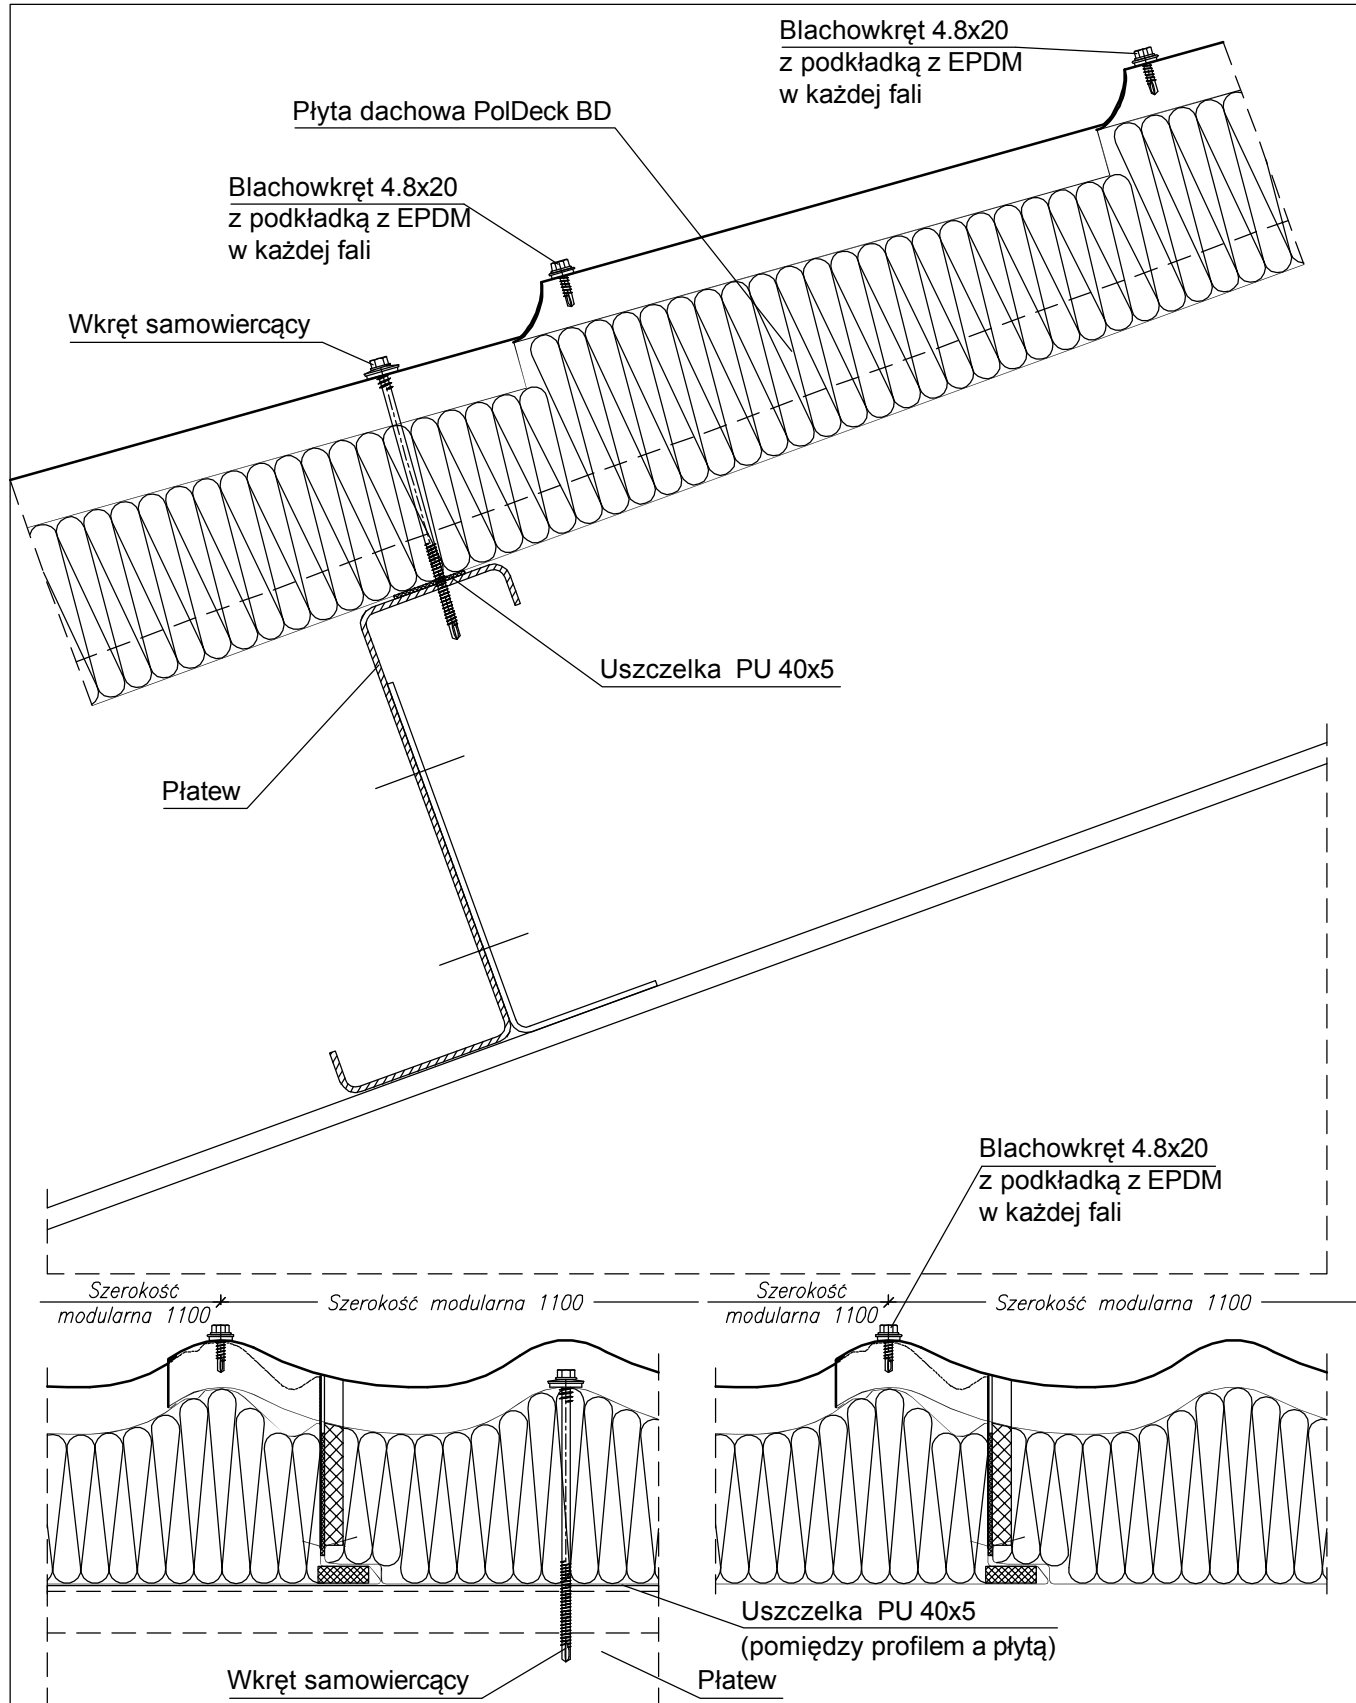 Blachowkręt 4.8x20
z podkładką z EPDM
w każdej fali
Płyta dachowa PolDeck BD
Blachowkręt 4.8x20
z podkładką z EPDM
w każdej fali
Wkręt samowiercący
Uszczelka PU 40x5
Płatew
Blachowkręt 4.8x20
z podkładką z EPDM
w każdej fali
Szerokość
modularna 1100
Szerokość modularna 1100
Szerokość
modularna 1100
Szerokość modularna 1100
Uszczelka PU 40x5
(pomiędzy profilem a płytą)
Wkręt samowiercący
Płatew